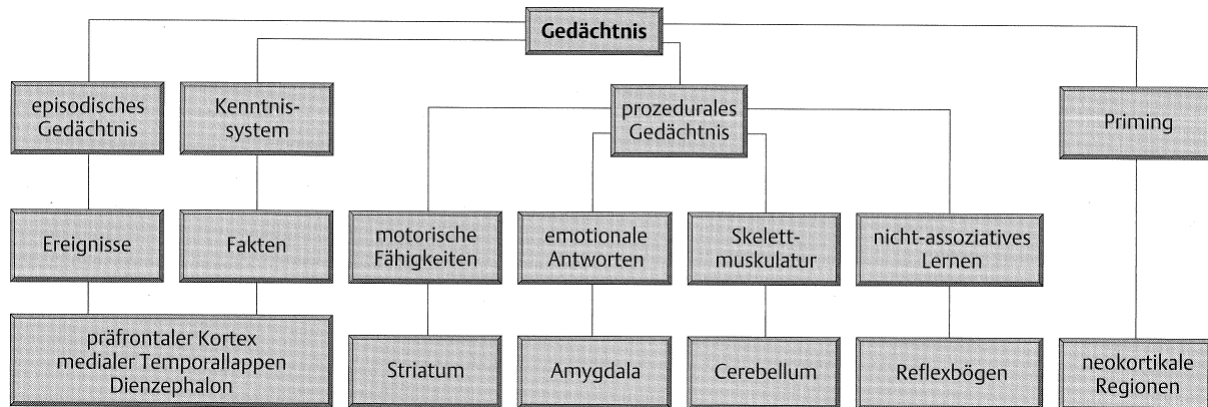 Gedächtnis
episodisches
Gedächtnis
Kenntnis-
system
prozedurales
Gedächtnis
Priming
Ereignisse
Fakten
motorische
Fähigkeiten
emotionale
Antworten
Skelett-
muskulatur
nicht-assoziatives
Lernen
präfrontaler Kortex
medialer Temporallappen
Dienzephalon
Striatum
Amygdala
Cerebellum
Reflexbögen
neokortikale
Regionen